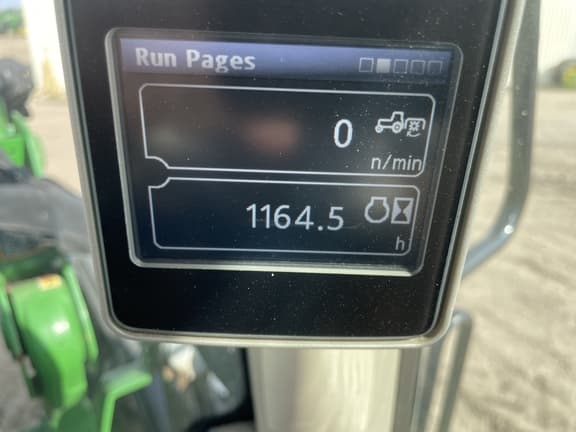 Run Pages
0
n/min
1164.5
h